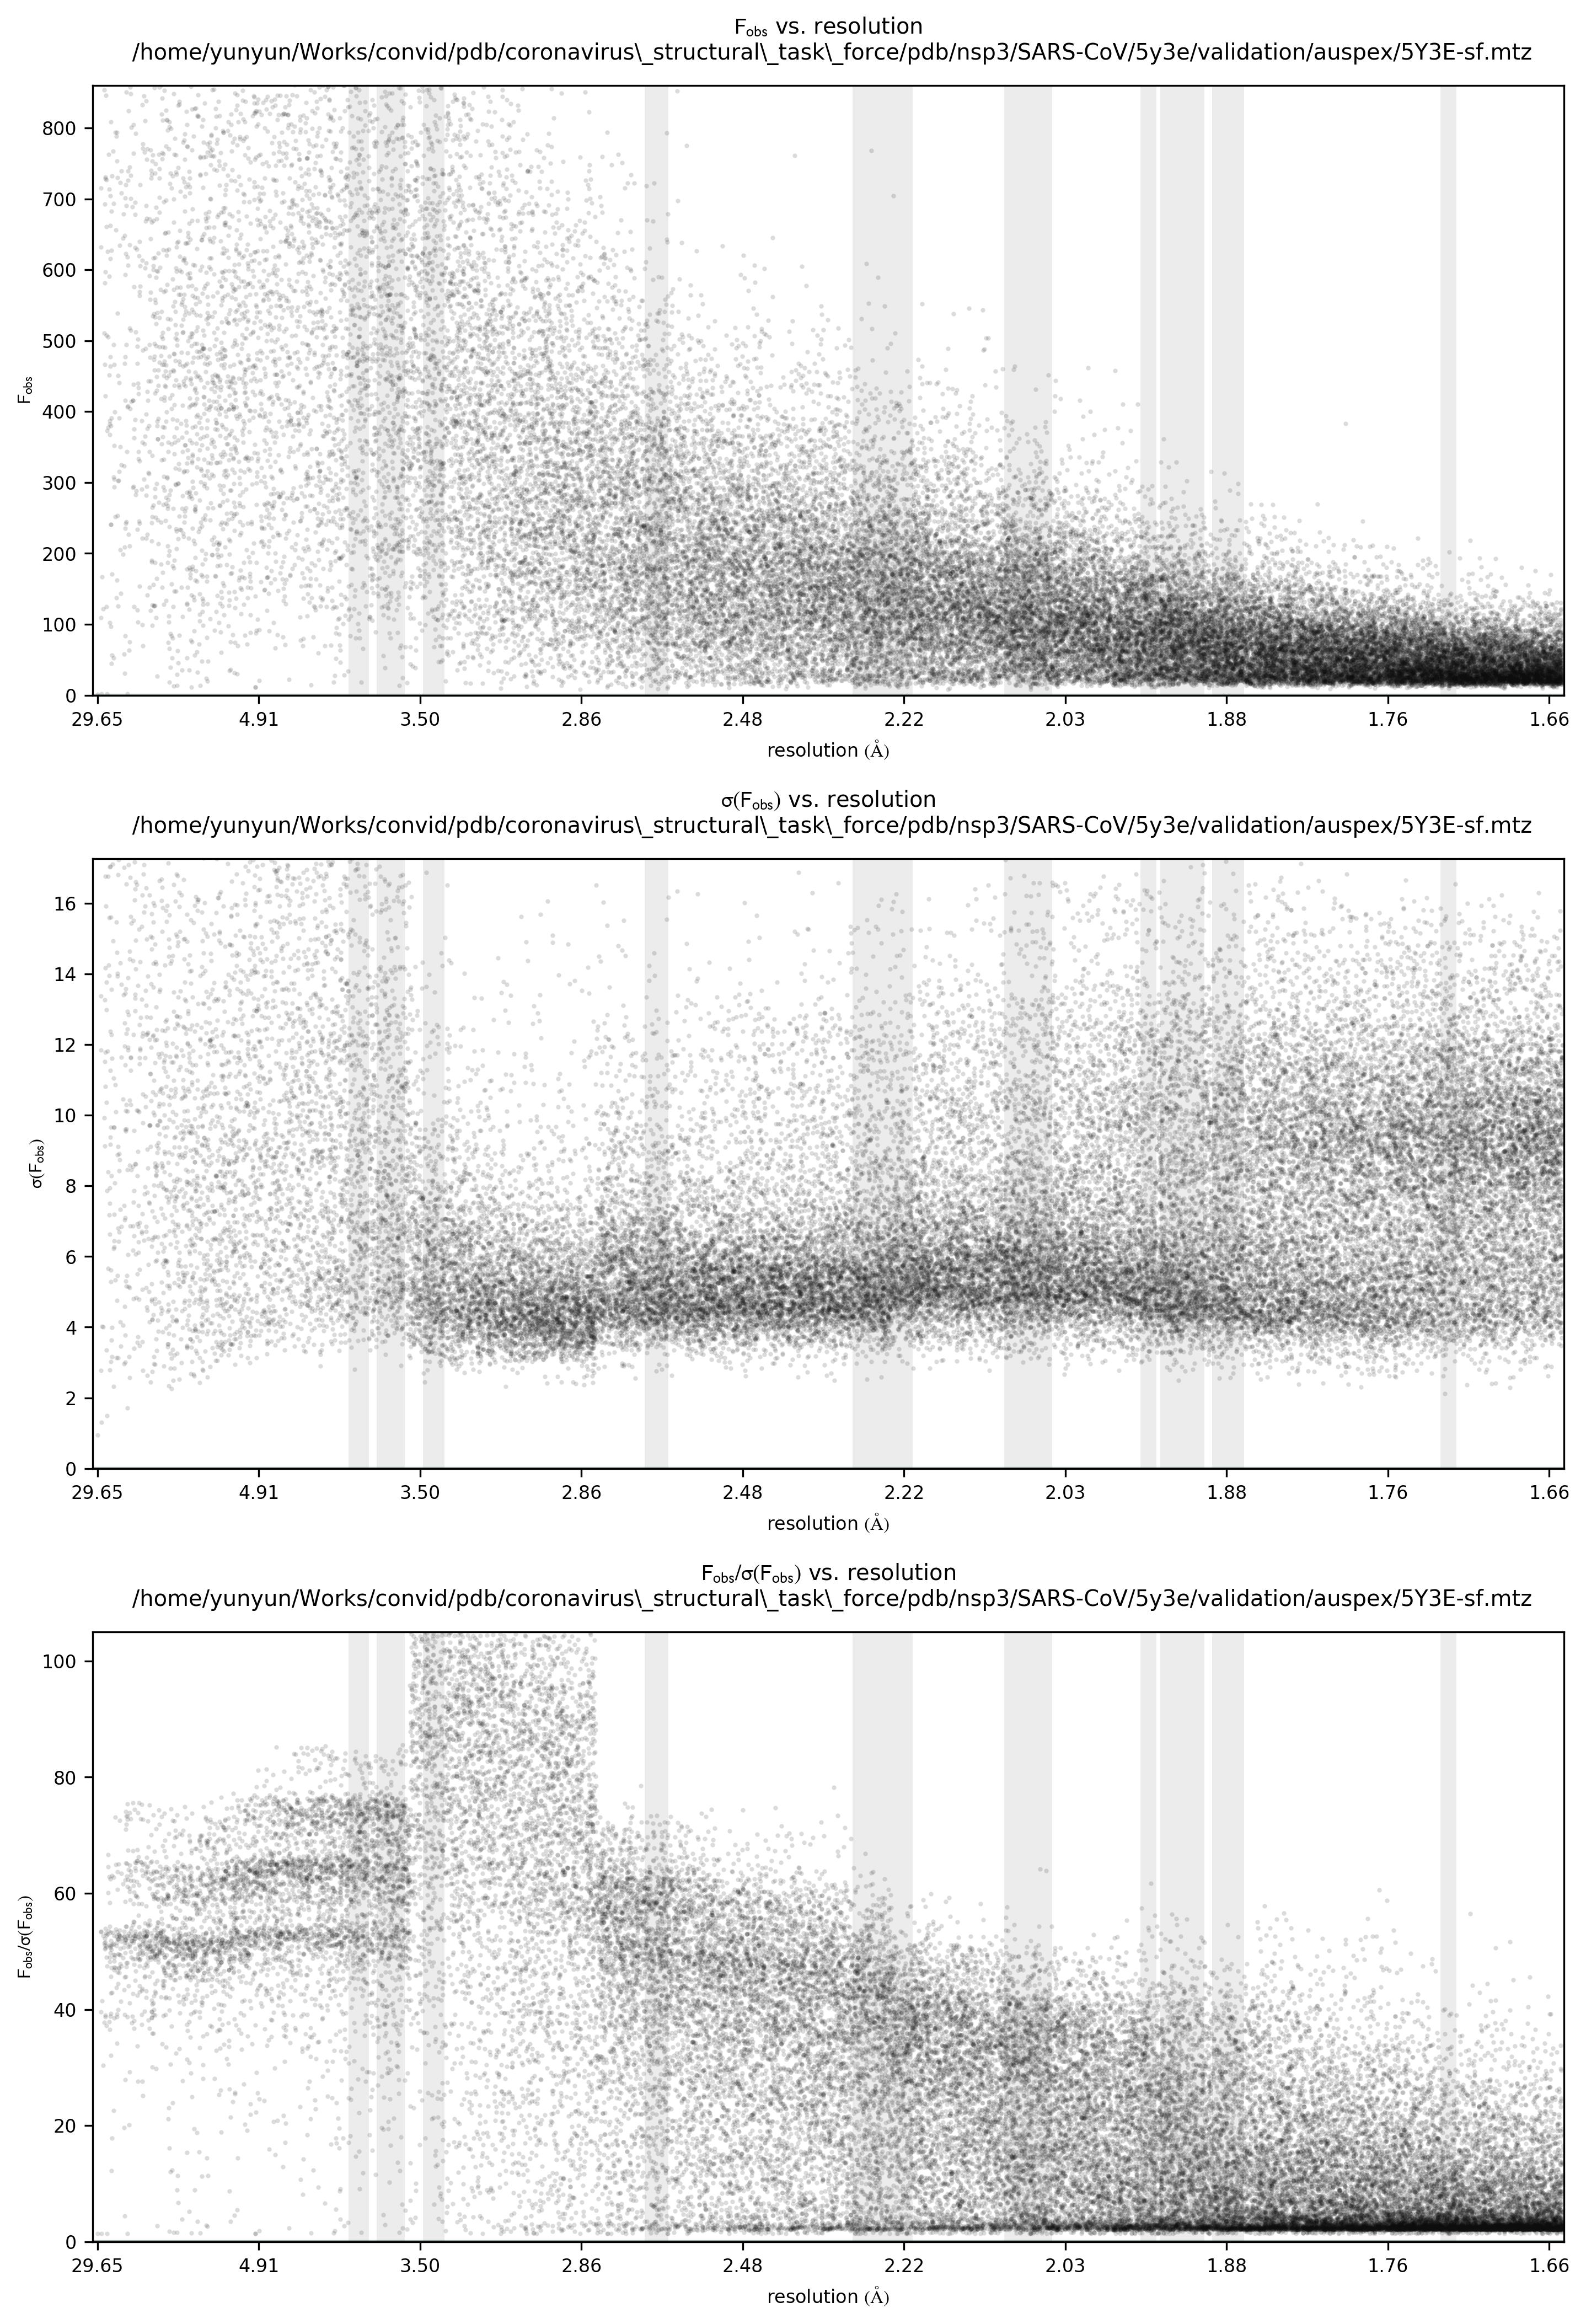 Fobs vs. resolution
/home/yunyun/Works/convid/pdb/coronavirus\_structural\_task\_force/pdb/nsp3/SARS-CoV/5y3e/validation/auspex/5Y3E-sf.mtz
800
700
600
500
400
300
200
100
0
Fobs
29.65 4.91 3.50 2.86 2.48 2.22 2.03 1.88 1.76 1.66
resolution (Å)
σ(Fobs) vs. resolution
/home/yunyun/Works/convid/pdb/coronavirus\_structural\_task\_force/pdb/nsp3/SARS-CoV/5y3e/validation/auspex/5Y3E-sf.mtz
16
14
12
10
8
6
4
2
0
σ(Fobs)
29.65 4.91 3.50 2.86 2.48 2.22 2.03 1.88 1.76 1.66
resolution (Å)
Fobs/σ(Fobs) vs. resolution
/home/yunyun/Works/convid/pdb/coronavirus\_structural\_task\_force/pdb/nsp3/SARS-CoV/5y3e/validation/auspex/5Y3E-sf.mtz
100
80
60
40
20
0
Fobs/σ(Fobs)
29.65 4.91 3.50 2.86 2.48 2.22 2.03 1.88 1.76 1.66
resolution (Å)